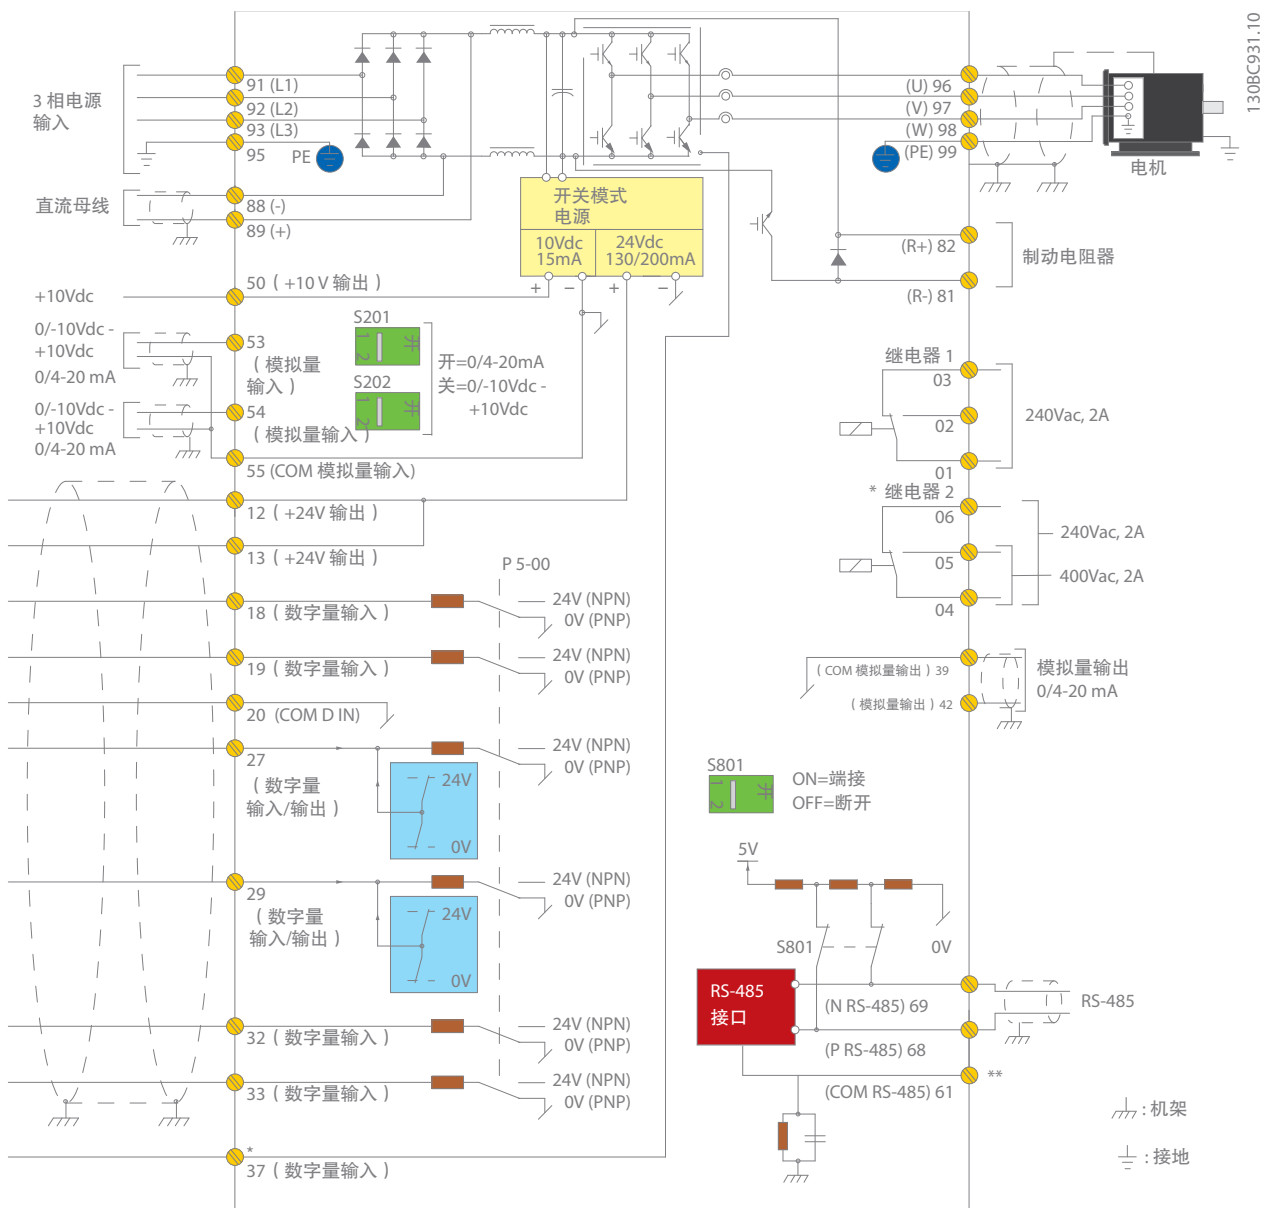 130BC931.10
3 相电源
输入
91 (L1)
92 (L2)
93 (L3)
95
PE
直流母线
88 (-)
89 (+)
开关模式
电源
10Vdc
15mA
24Vdc
130/200mA
+ − + −
(U) 96
(V) 97
(W) 98
(PE) 99
电机
(R+) 82
(R-) 81
制动电阻器
+10Vdc
50 ( +10 V 输出 )
0/-10Vdc -
+10Vdc
0/4-20 mA
53
( 模拟量
输入 )
0/-10Vdc -
+10Vdc
0/4-20 mA
54
( 模拟量输入 )
55 (COM 模拟量输入)
S201
1 2
开
S202
1 2
开
开=0/4-20mA
关=0/-10Vdc -
+10Vdc
继电器 1
03
02
01
240Vac, 2A
* 继电器 2
06
05
04
240Vac, 2A
400Vac, 2A
12 ( +24V 输出 )
13 ( +24V 输出 )
P 5-00
18 ( 数字量输入 )
24V (NPN)
0V (PNP)
19 ( 数字量输入 )
24V (NPN)
0V (PNP)
20 (COM D IN)
27
( 数字量
输入/输出 )
24V
0V
24V (NPN)
0V (PNP)
29
( 数字量
输入/输出 )
24V
0V
24V (NPN)
0V (PNP)
32 ( 数字量输入 )
24V (NPN)
0V (PNP)
33 ( 数字量输入 )
24V (NPN)
0V (PNP)
*
37 ( 数字量输入 )
( COM 模拟量输出 ) 39
( 模拟量输出 ) 42
模拟量输出
0/4-20 mA
S801
1 2
开
ON=端接
OFF=断开
5V
S801
0V
RS-485
接口
(N RS-485) 69
(P RS-485) 68
(COM RS-485) 61
**
RS-485
: 机架
: 接地